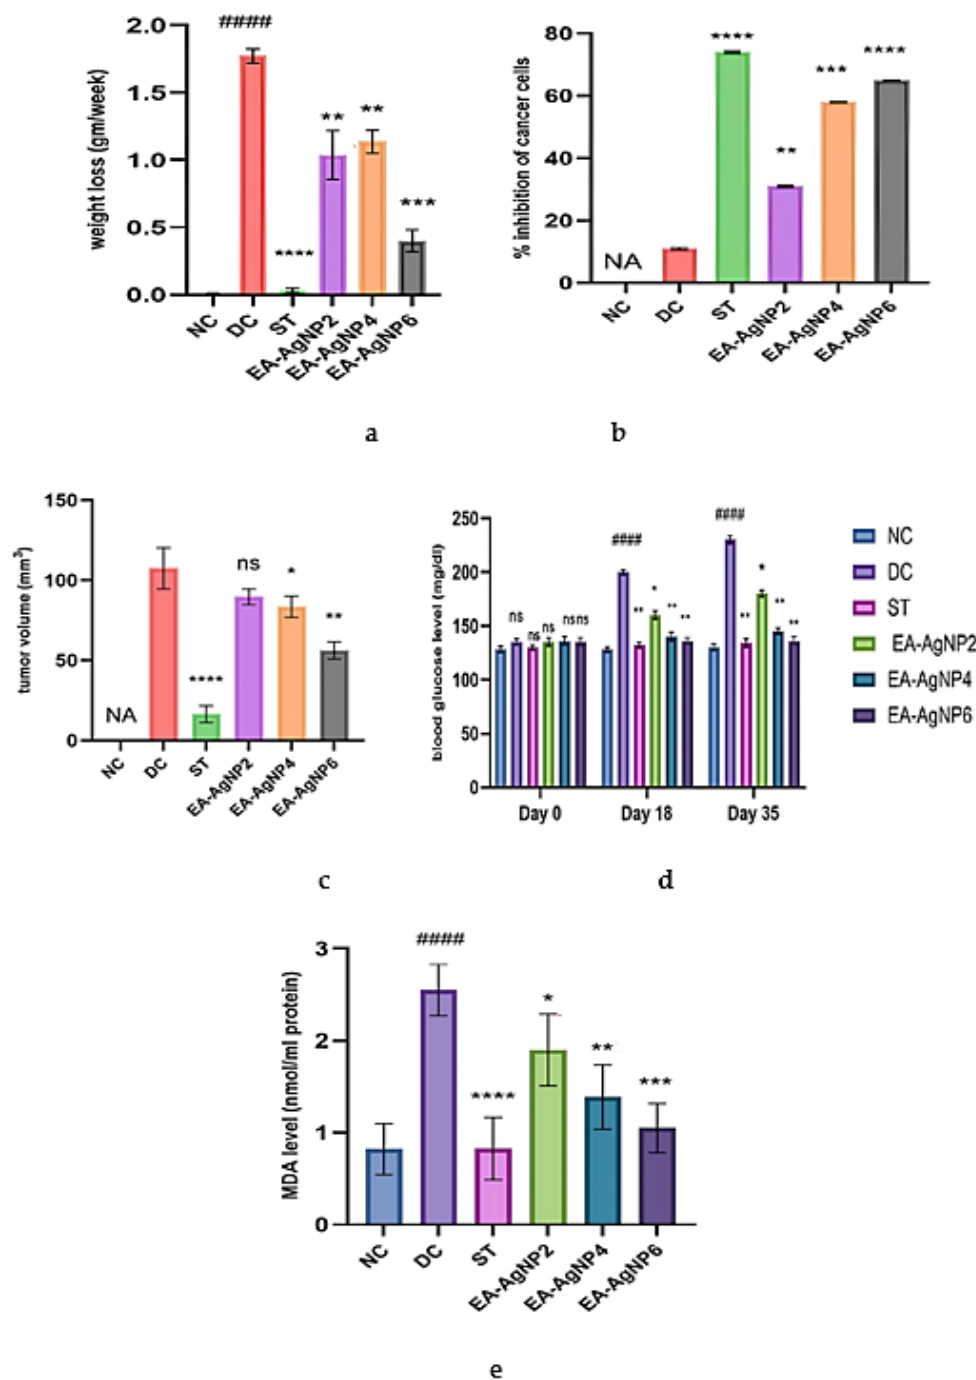 ####
2.0
1.5
1.0
0.5
0.0
weight loss (gm/week)
**
**
***
****
NC
DC
ST
EA-AgNP2
EA-AgNP4
EA-AgNP6
a
80
60
40
20
0
% inhibition of cancer cells
NA
****
**
***
****
NC
DC
ST
EA-AgNP2
EA-AgNP4
EA-AgNP6
b
150
100
50
0
tumor volume (mm³)
NA
****
ns
*
**
NC
DC
ST
EA-AgNP2
EA-AgNP4
EA-AgNP6
c
250
200
150
100
50
0
blood glucose level (mg/dl)
ns
ns
ns
ns
ns
####
**
*
**
**
####
**
*
**
**
Day 0
Day 18
Day 35
NC
DC
ST
EA-AgNP2
EA-AgNP4
EA-AgNP6
d
3
2
1
0
MDA level (nmol/ml protein)
####
****
*
**
***
NC
DC
ST
EA-AgNP2
EA-AgNP4
EA-AgNP6
e